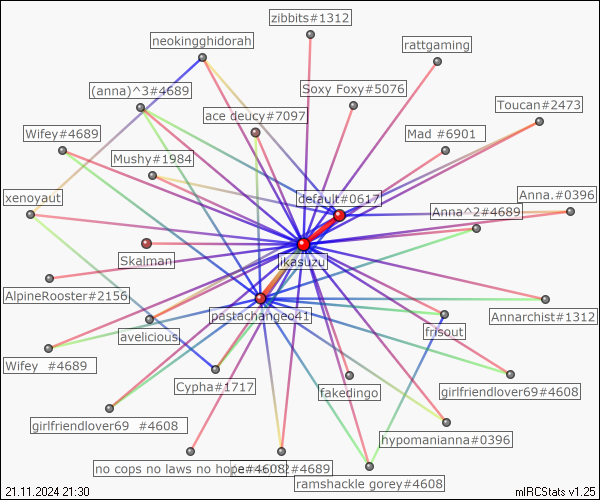 zibbits#1312
neokingghidorah
rattgaming
(anna)^3#4689
Soxy Foxy#5076
Toucan#2473
ace deucy#7097
Wifey#4689
Mad #6901
Mushy#1984
xenoyaut
default#0617
Anna.#0396
Anna^2#4689
Skalman
ikasuzu
AlpineRooster#2156
pastachangeo41
Annarchist#1312
avelicious
frisout
Wifey #4689
Cypha#1717
fakedingo
girlfriendlover69#4608
girlfriendlover69 #4608
hypomanianna#0396
no cops no laws no hope#4608
2#4689
ramshackle gorey#4608
21.11.2024 21:30
mIRCStats v1.25